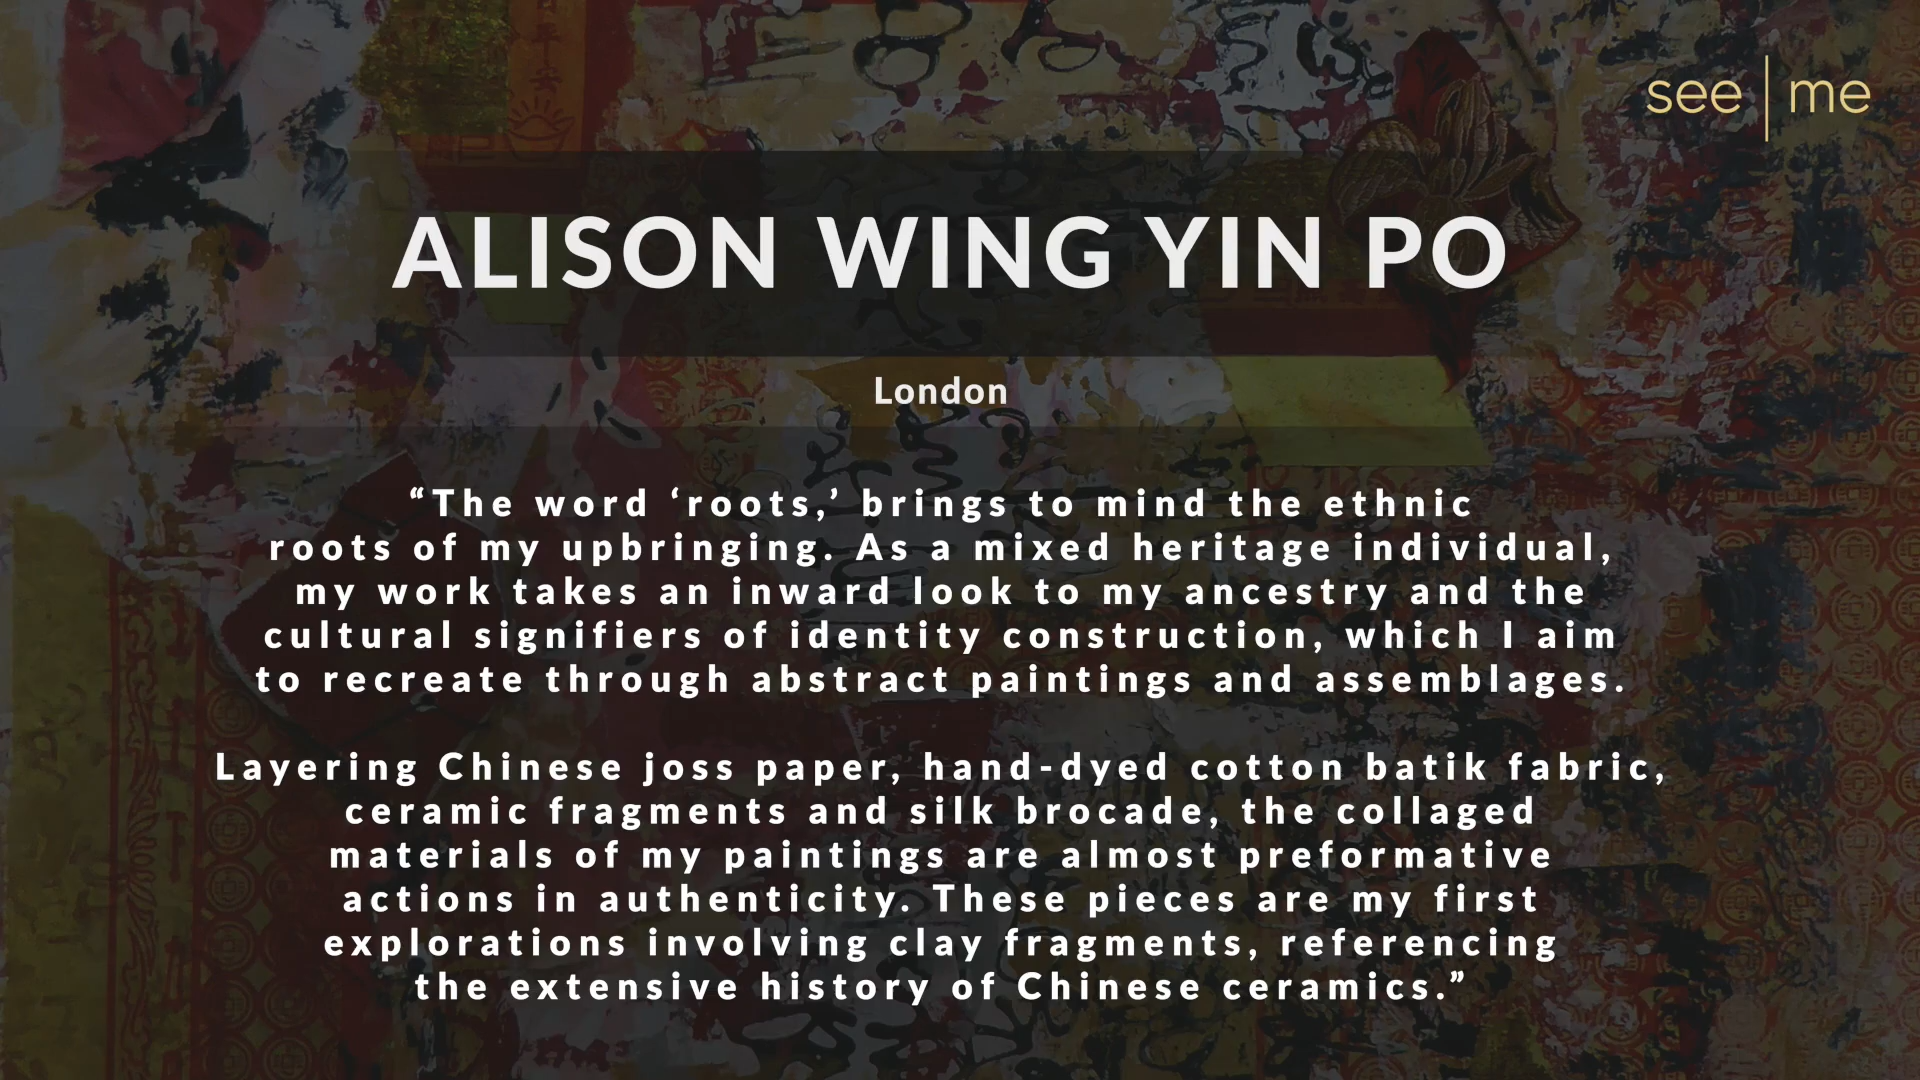 see | me
ALISON WING YIN PO
London
“The word ‘roots,’ brings to mind the ethnic
roots of my upbringing. As a mixed heritage individual,
my work takes an inward look to my ancestry and the
cultural signifiers of identity construction, which I aim
to recreate through abstract paintings and assemblages.
Layering Chinese joss paper, hand-dyed cotton batik fabric,
ceramic fragments and silk brocade, the collaged
materials of my paintings are almost preformative
actions in authenticity. These pieces are my first
explorations involving clay fragments, referencing
the extensive history of Chinese ceramics.”